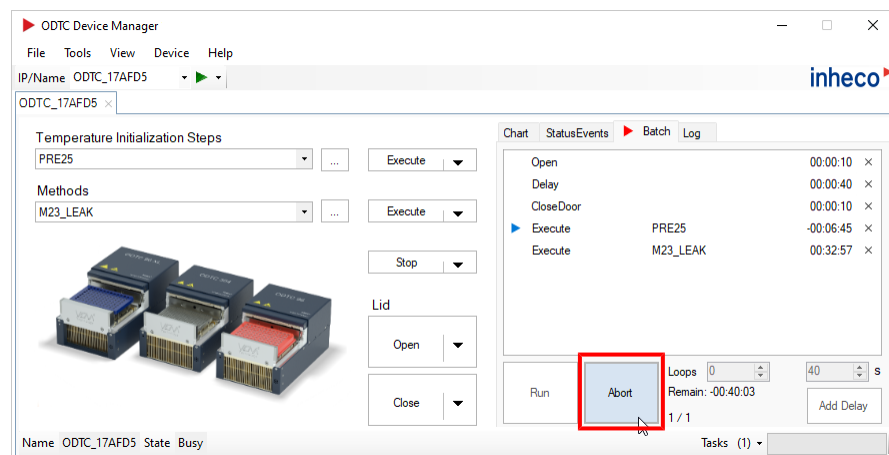 ODTC Device Manager
File Tools View Device Help
IP/Name ODTC_17AFD5
inheco
ODTC_17AFD5
Temperature Initialization Steps
PRE25 ... Execute
Methods
M23_LEAK ... Execute
Stop
Lid
Open
Close
Chart StatusEvents Batch Log
Open 00:00:10
Delay 00:00:40
CloseDoor 00:00:10
Execute PRE25 -00:06:45
Execute M23_LEAK 00:32:57
Run Abort Loops 0 40 s
Remain: -00:40:03
1 / 1 Add Delay
Name ODTC_17AFD5 State Busy Tasks (1)